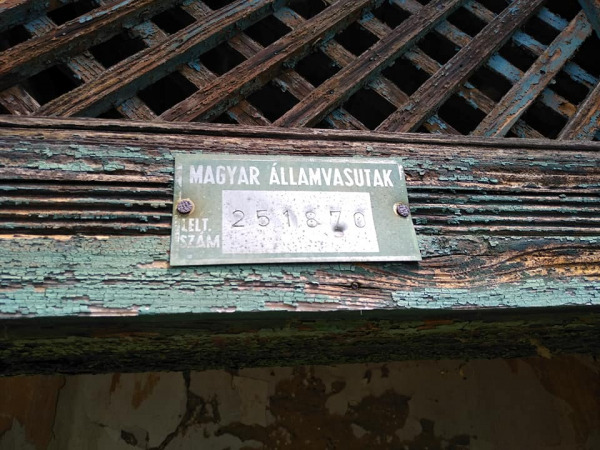 MAGYAR ÁLLAMVASUTAK
LELT.
SZÁM
251670